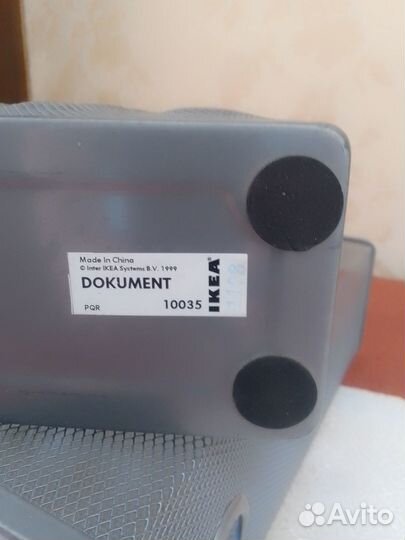 Made in China
© Inter IKEA Systems B.V. 1999
DOKUMENT
PQR 10035
IKEA
Avito